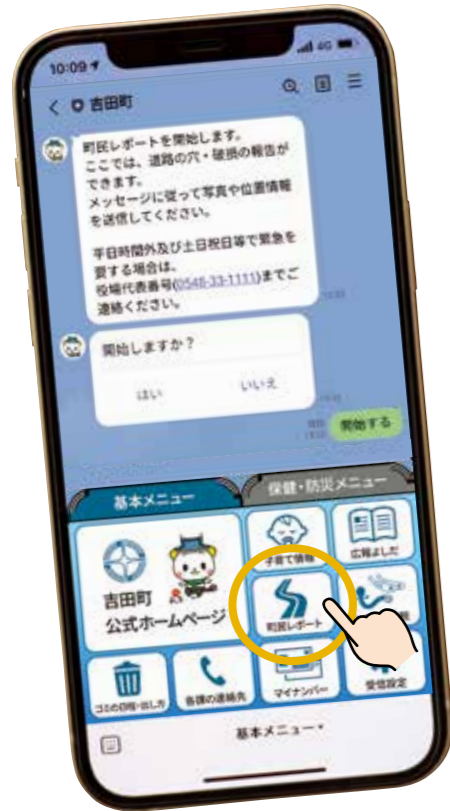 10:09
4G
吉田町
町民レポートを開始します。
ここでは、道路の穴・破損の報告が
できます。
メッセージに従って写真や位置情報
を送信してください。
平日時間外及び土日祝日等で緊急を
要する場合は、
役場代表番号(0548-33-1111)までご
連絡ください。
開始しますか？
はい
いいえ
開始する
基本メニュー
保健・防災メニュー
吉田町
公式ホームページ
子育て情報
広報よしだ
町民レポート
ゴミの日程・出し方
各課の連絡先
マイナンバー
受信設定
基本メニュー